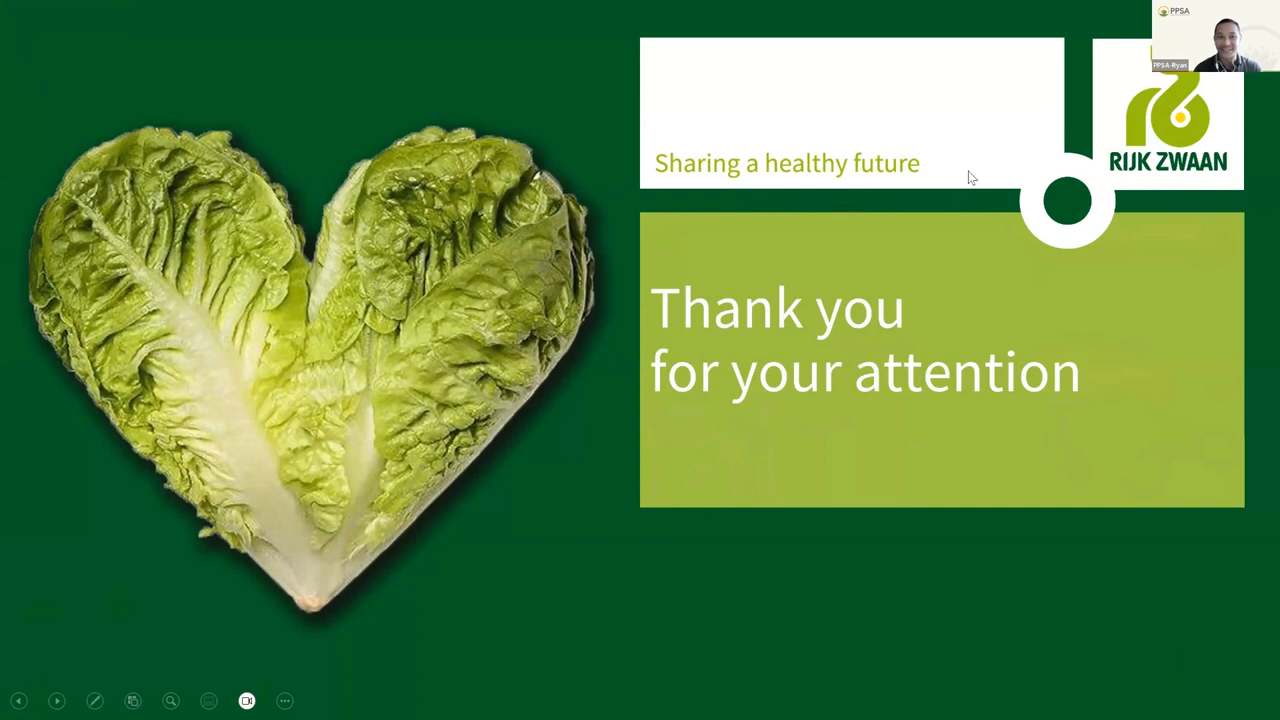 PPSA
PPSA-Ryan
Sharing a healthy future
RIJK ZWAAN
Thank you
for your attention